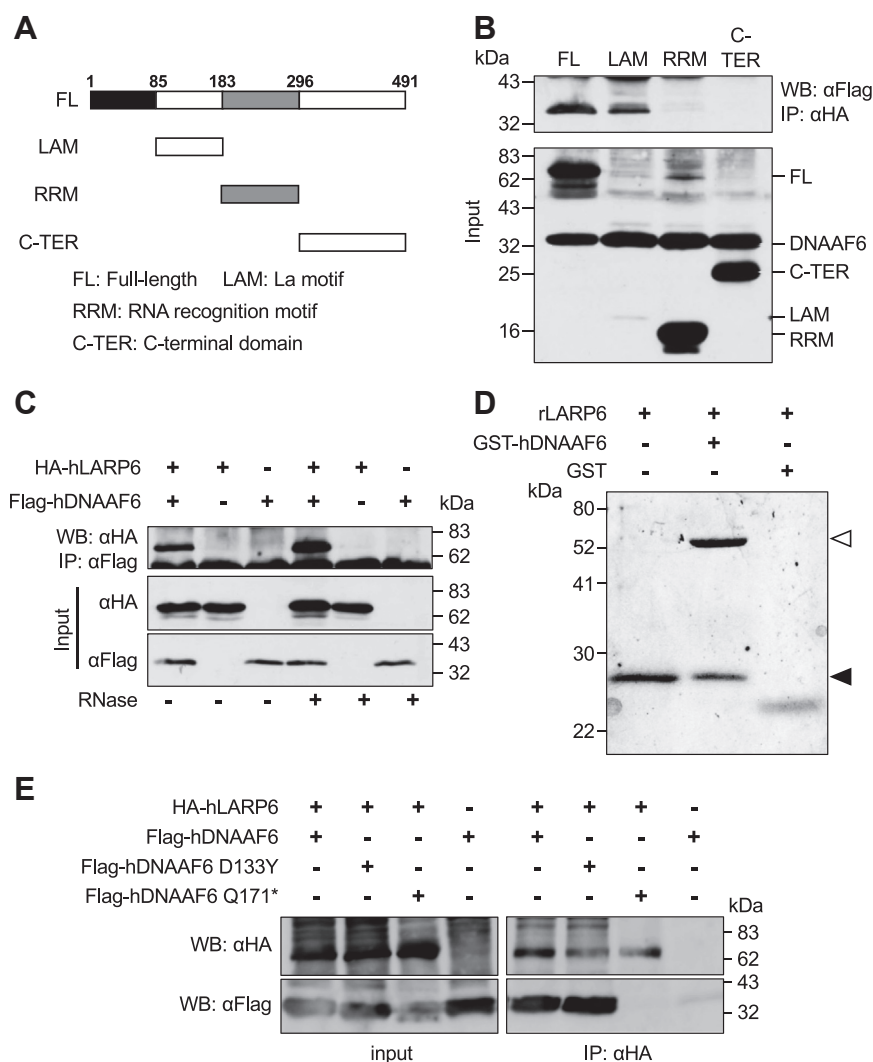 A
1 85 183 296 491
FL
LAM
RRM
C-TER
FL: Full-length LAM: La motif
RRM: RNA recognition motif
C-TER: C-terminal domain
B
kDa FL LAM RRM C-
TER
43
32
WB: αFlag
IP: αHA
83
62
43
32
25
16
Input
FL
DNAAF6
C-TER
LAM
RRM
C
HA-hLARP6 + + - + + -
Flag-hDNAAF6 + - + + - + kDa
WB: αHA
IP: αFlag
83
62
Input
αHA
83
62
αFlag
43
32
RNase - - - + + +
D
rLARP6 + + +
GST-hDNAAF6 - + -
GST - - +
kDa
80
52
41
30
22
E
HA-hLARP6 + + + - + + + -
Flag-hDNAAF6 + - - + + - - +
Flag-hDNAAF6 D133Y - + - - - + - -
Flag-hDNAAF6 Q171* - - + - - - + -
kDa
WB: αHA
83
62
WB: αFlag
43
32
input IP: αHA